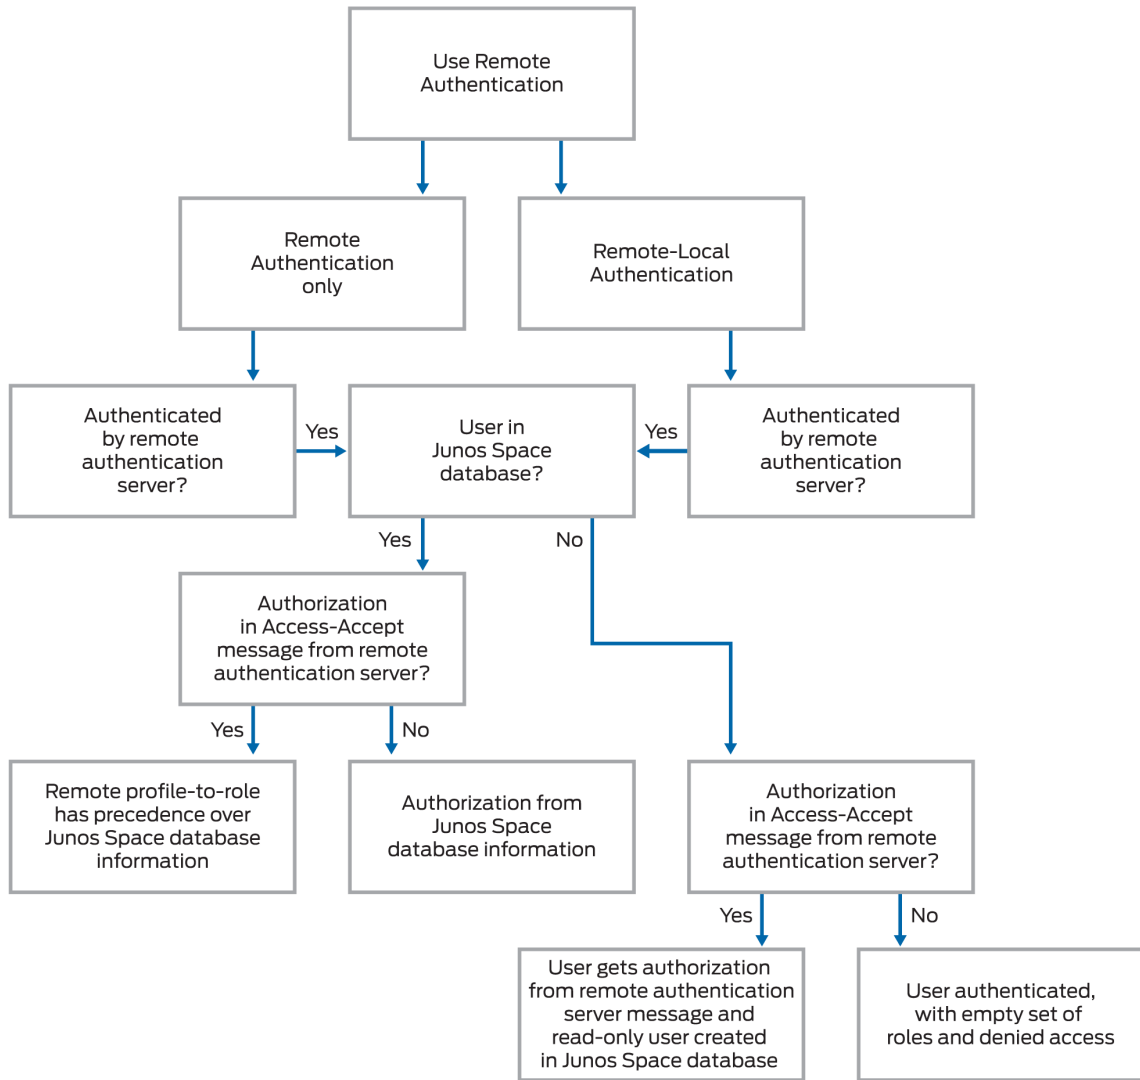 Use Remote
Authentication
Remote
Authentication
only
Remote-Local
Authentication
Authenticated
by remote
authentication
server?
Yes
User in
Junos Space
database?
Yes
Authenticated
by remote
authentication
server?
Yes
No
Authorization
in Access-Accept
message from remote
authentication server?
Yes
No
Remote profile-to-role
has precedence over
Junos Space database
information
Authorization from
Junos Space
database information
Authorization
in Access-Accept
message from remote
authentication server?
Yes
No
User gets authorization
from remote authentication
server message and
read-only user created
in Junos Space database
User authenticated,
with empty set of
roles and denied access